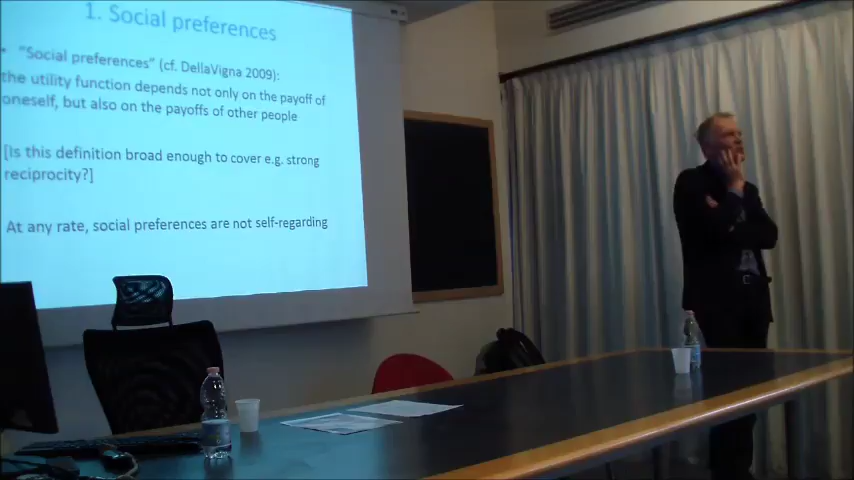 1. Social preferences
• "Social preferences" (cf. DellaVigna 2009):
the utility function depends not only on the payoff of
oneself, but also on the payoffs of other people
[Is this definition broad enough to cover e.g. strong
reciprocity?]
At any rate, social preferences are not self-regarding